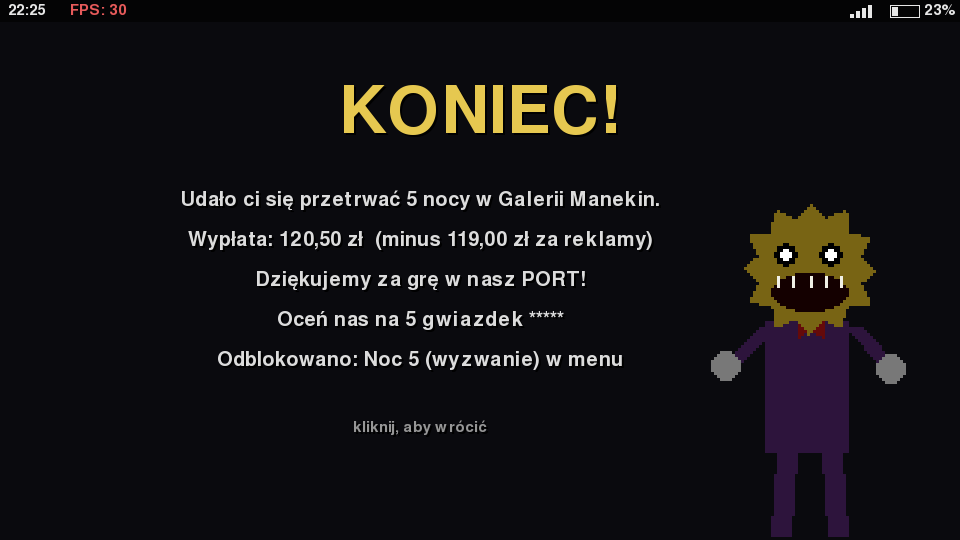 22:25 FPS: 30 23%
KONIEC!
Udało ci się przetrwać 5 nocy w Galerii Manekin.
Wypłata: 120,50 zł (minus 119,00 zł za reklamy)
Dziękujemy za grę w nasz PORT!
Oceń nas na 5 gwiazdek *****
Odblokowano: Noc 5 (wyzwanie) w menu
kliknij, aby wrócić